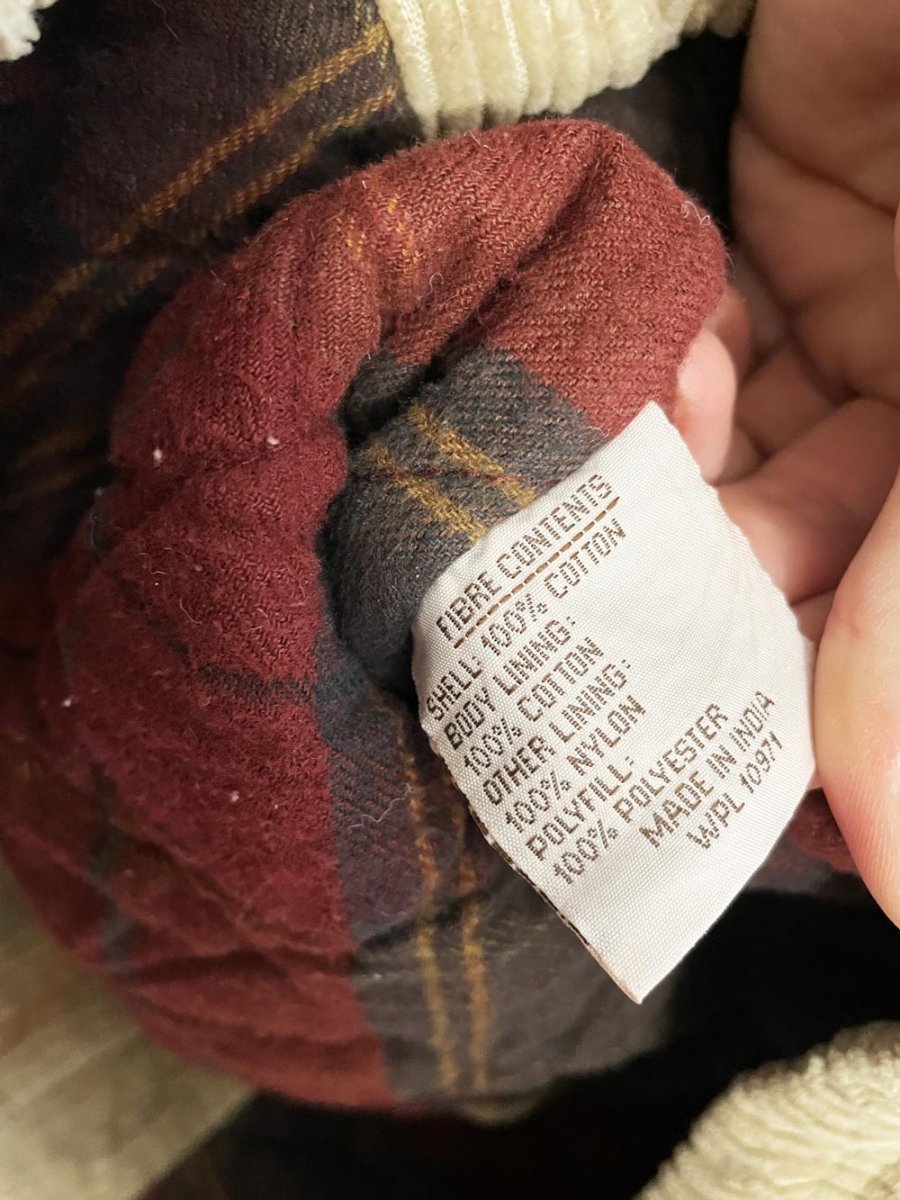 FIBRE CONTENTS
SHELL: 100% COTTON
BODY LINING:
100% COTTON
OTHER LINING:
100% NYLON
POLYFILL:
100% POLYESTER
MADE IN INDIA
WPL 10971